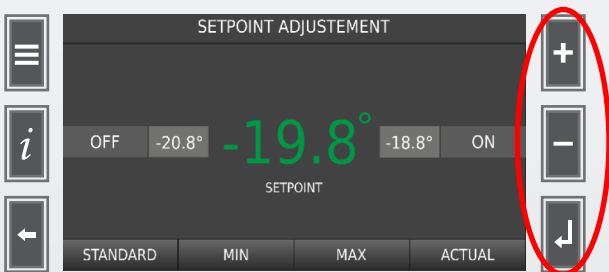 SETPOINT ADJUSTEMENT
+
i
OFF -20.8° -19.8° -18.8° ON
−
SETPOINT
STANDARD MIN MAX ACTUAL